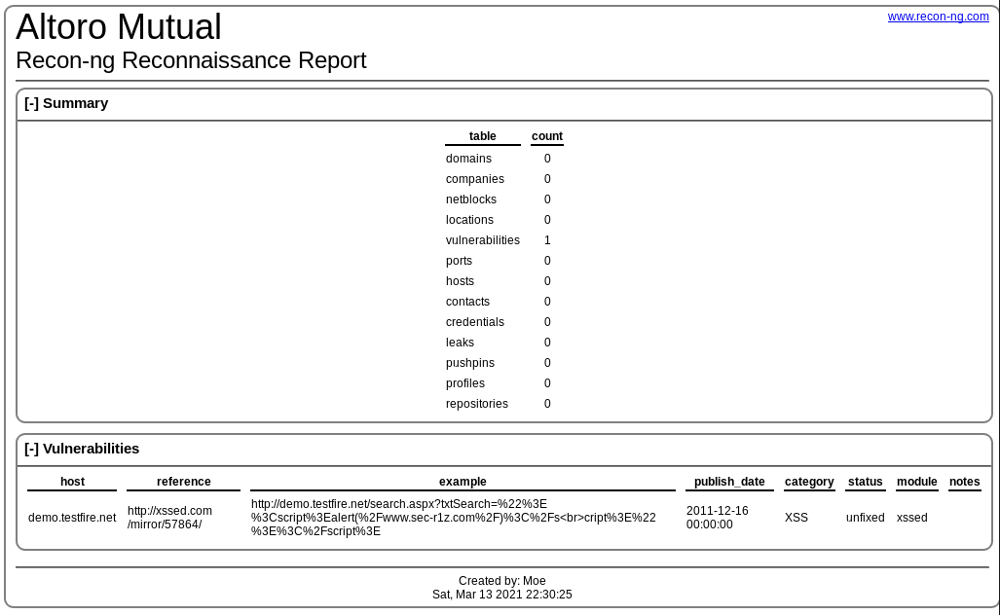 Altoro Mutual
www.recon-ng.com
Recon-ng Reconnaissance Report
[-] Summary
table count
domains 0
companies 0
netblocks 0
locations 0
vulnerabilities 1
ports 0
hosts 0
contacts 0
credentials 0
leaks 0
pushpins 0
profiles 0
repositories 0
[-] Vulnerabilities
host reference example publish_date category status module notes
demo.testfire.net
http://xssed.com
/mirror/57864/
http://demo.testfire.net/search.aspx?txtSearch=%22%3E
%3Cscript%3Ealert(%2Fwww.sec-r1z.com%2F)%3C%2Fs<br>cript%3E%22
%3E%3C%2Fscript%3E
2011-12-16
00:00:00
XSS
unfixed
xssed
Created by: Moe
Sat, Mar 13 2021 22:30:25